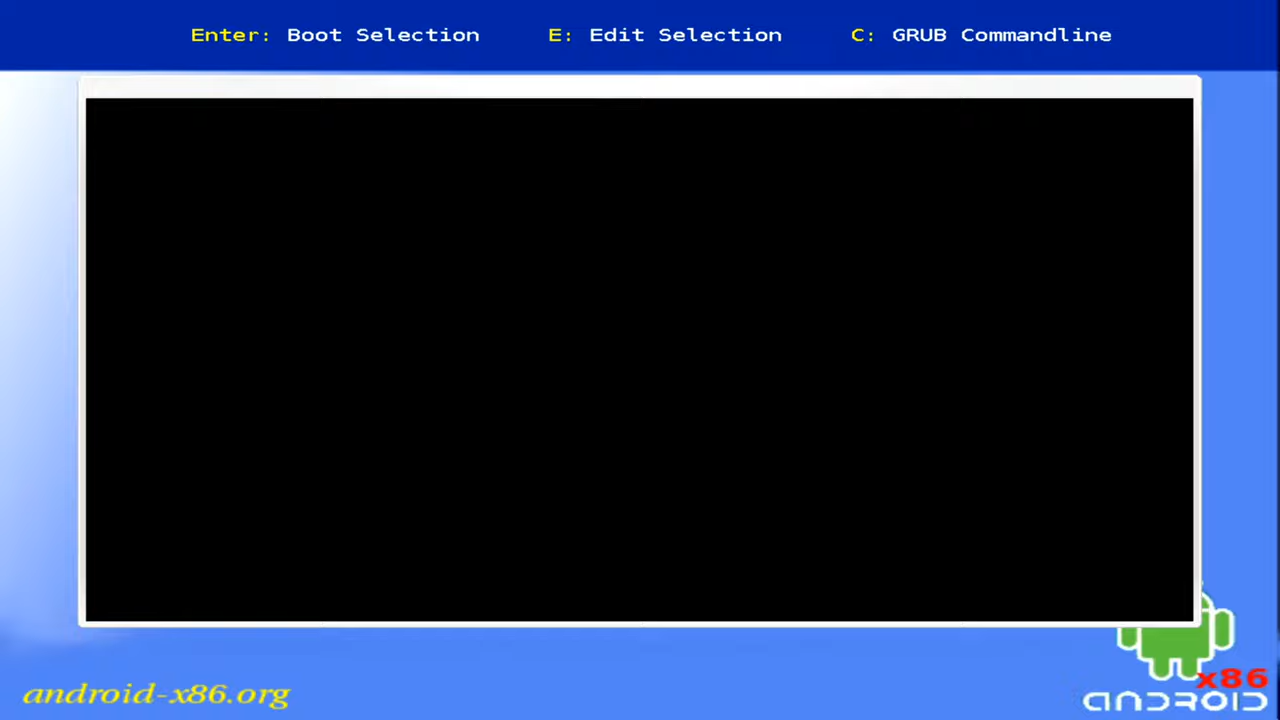 Enter: Boot Selection E: Edit Selection C: GRUB Commandline
android-x86.org
x86
ANDROID